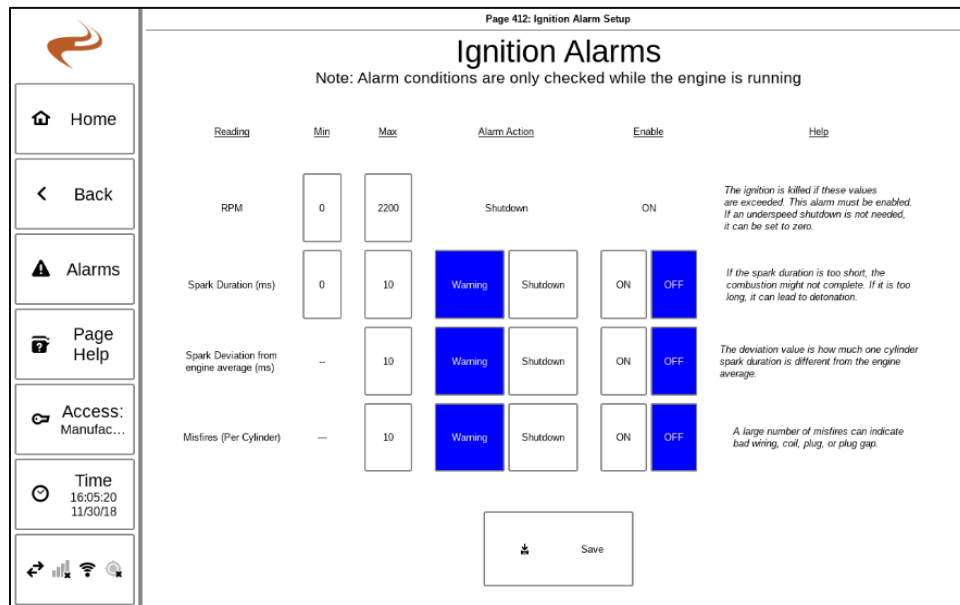 Page 412: Ignition Alarm Setup
Ignition Alarms
Note: Alarm conditions are only checked while the engine is running
Home
Back
Alarms
Page
Help
Access:
Manufac...
Time
16:05:20
11/30/18
Reading Min Max Alarm Action Enable Help
RPM 0 2200 Shutdown ON
The ignition is killed if these values
are exceeded. This alarm must be enabled.
If an underspeed shutdown is not needed,
it can be set to zero.
Spark Duration (ms) 0 10 Warning Shutdown ON OFF
If the spark duration is too short, the
combustion might not complete. If it is too
long, it can lead to detonation.
Spark Deviation from
engine average (ms) -- 10 Warning Shutdown ON OFF
The deviation value is how much one cylinder
spark duration is different from the engine
average.
Misfires (Per Cylinder) --- 10 Warning Shutdown ON OFF
A large number of misfires can indicate
bad wiring, coil, plug, or plug gap.
Save